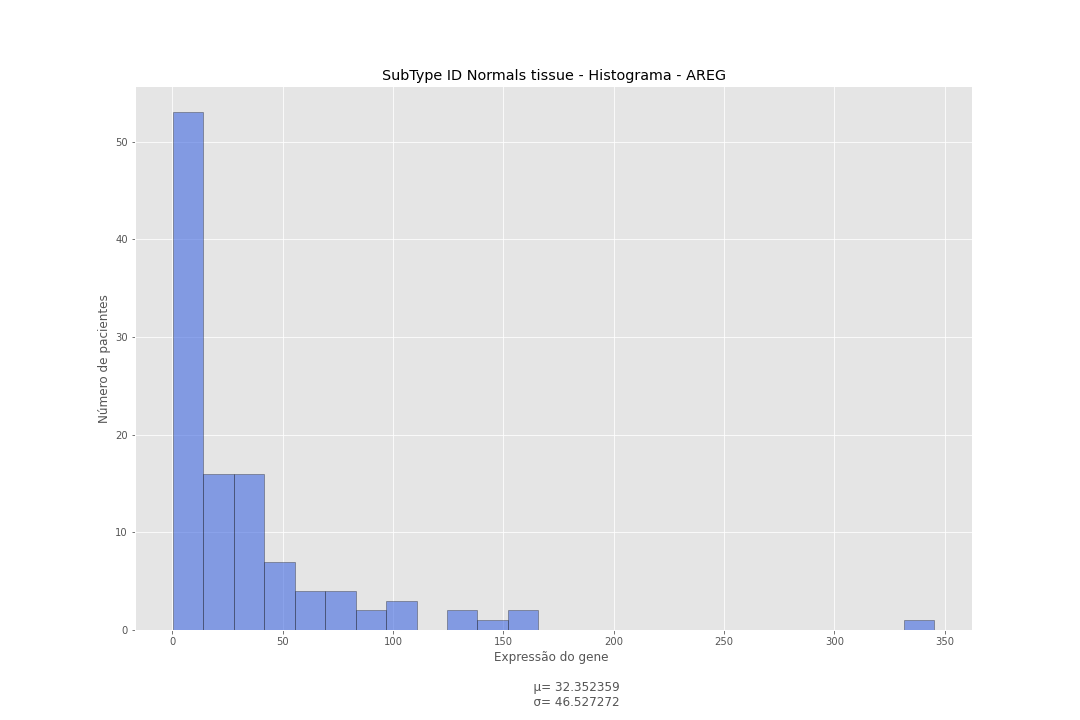 SubType ID Normals tissue - Histograma - AREG
50
40
30
20
10
0
Número de pacientes
0 50 100 150 200 250 300 350
Expressão do gene
μ= 32.352359
σ= 46.527272